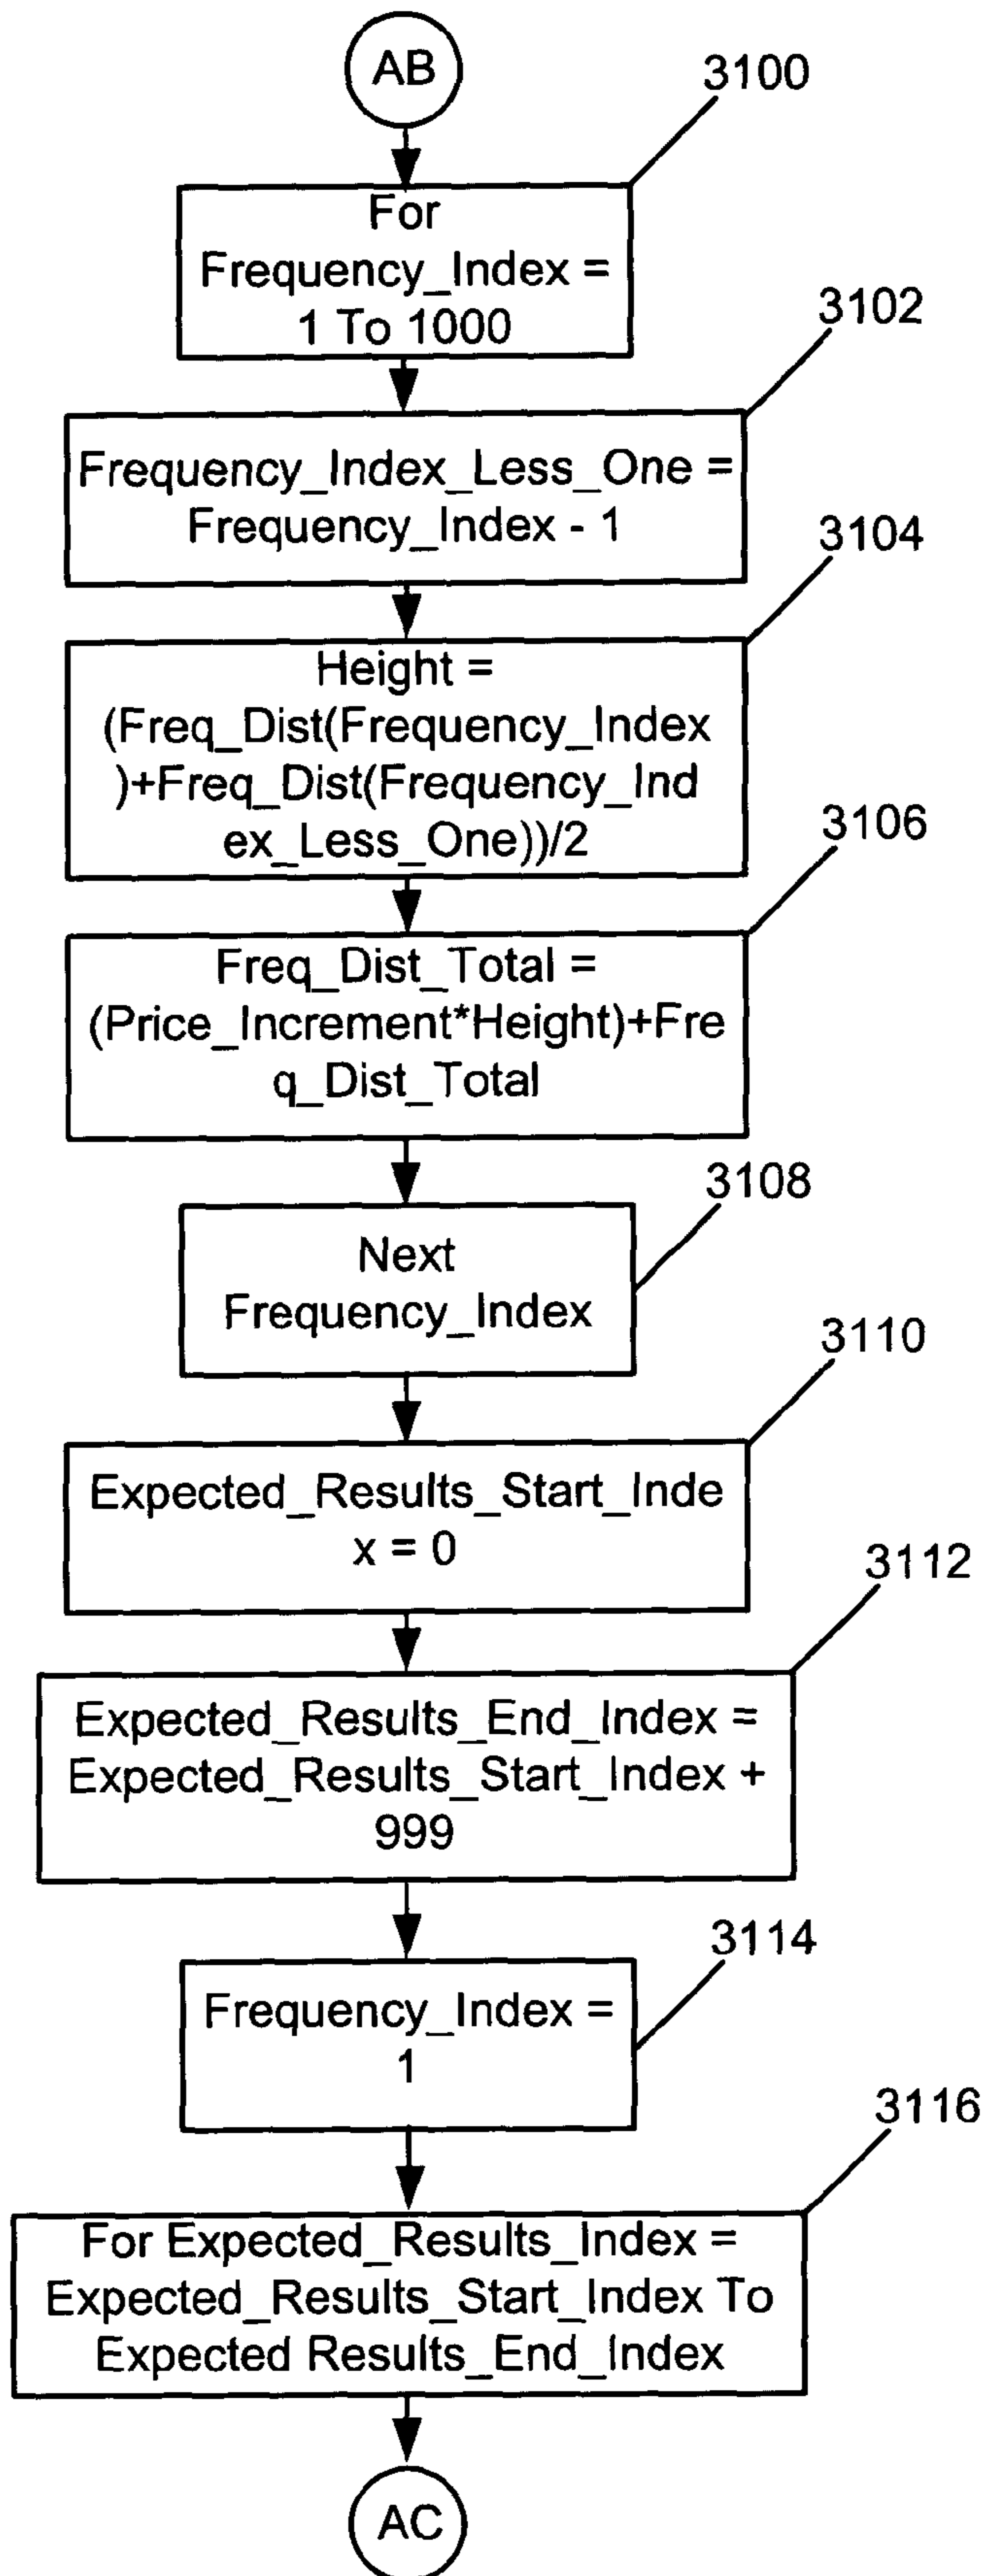 AB
3100
For
Frequency_Index =
1 To 1000
3102
Frequency_Index_Less_One =
Frequency_Index - 1
3104
Height =
(Freq_Dist(Frequency_Index
)+Freq_Dist(Frequency_Ind
ex_Less_One))/2
3106
Freq_Dist_Total =
(Price_Increment*Height)+Fre
q_Dist_Total
3108
Next
Frequency_Index
3110
Expected_Results_Start_Inde
x = 0
3112
Expected_Results_End_Index =
Expected_Results_Start_Index +
999
3114
Frequency_Index =
1
3116
For Expected_Results_Index =
Expected_Results_Start_Index To
Expected Results_End_Index
AC